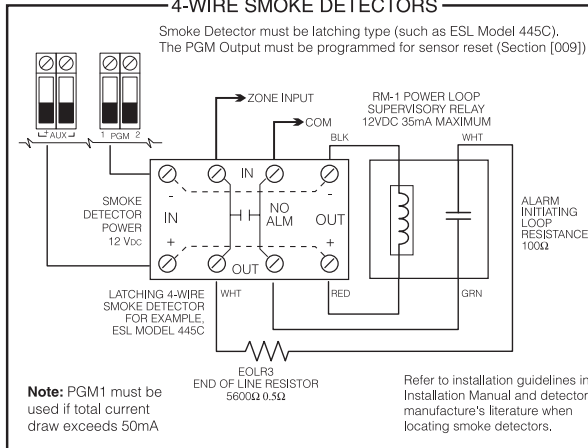 4-WIRE SMOKE DETECTORS
Smoke Detector must be latching type (such as ESL Model 445C).
The PGM Output must be programmed for sensor reset (Section [009])
+ AUX -
1 PGM 2
ZONE INPUT
COM
BLK
RM-1 POWER LOOP
SUPERVISORY RELAY
12VDC 35mA MAXIMUM
WHT
SMOKE
DETECTOR
POWER
12 VDC
IN
-
-
IN
NO
ALM
OUT
+
+
OUT
ALARM
INITIATING
LOOP
RESISTANCE
100Ω
LATCHING 4-WIRE
SMOKE DETECTOR
FOR EXAMPLE,
ESL MODEL 445C
WHT
RED
GRN
EOLR3
END OF LINE RESISTOR
5600Ω 0.5Ω
Note: PGM1 must be
used if total current
draw exceeds 50mA
Refer to installation guidelines in
Installation Manual and detector
manufacture's literature when
locating smoke detectors.